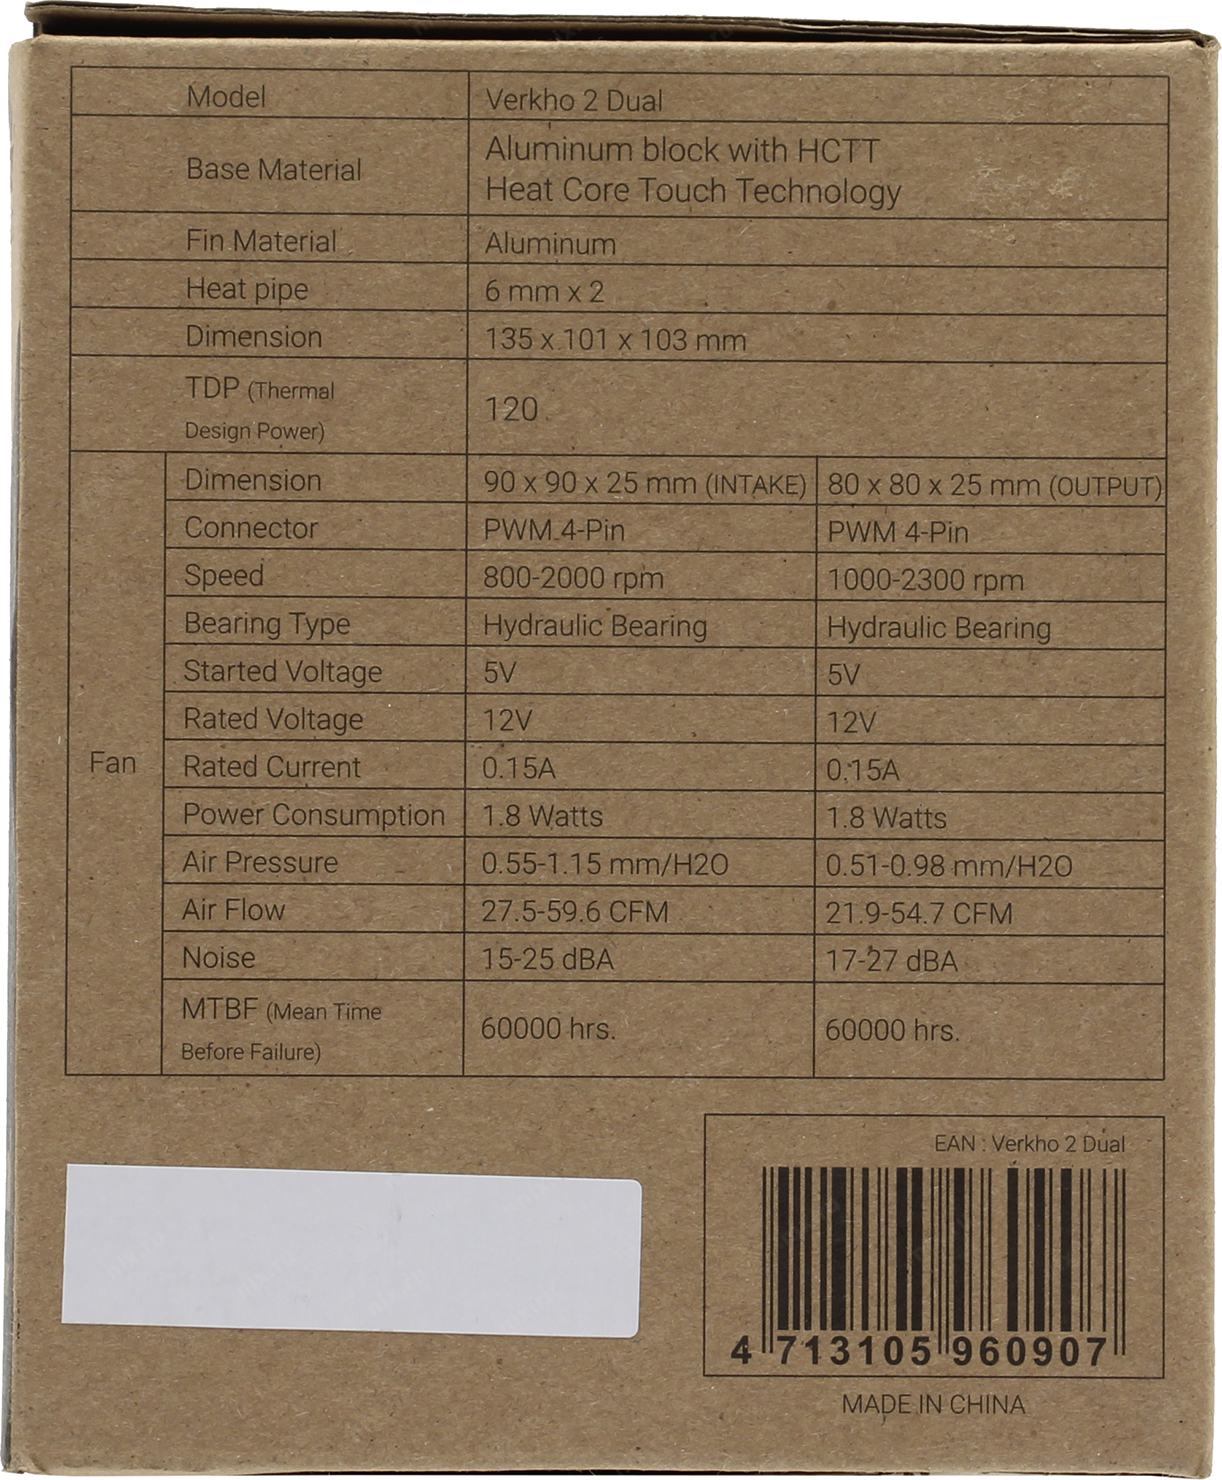 Model Verkho 2 Dual
Base Material Aluminum block with HCTT
Heat Core Touch Technology
Fin Material Aluminum
Heat pipe 6 mm x 2
Dimension 135 x 101 x 103 mm
TDP (Thermal
Design Power) 120
Fan
Dimension 90 x 90 x 25 mm (INTAKE) 80 x 80 x 25 mm (OUTPUT)
Connector PWM 4-Pin PWM 4-Pin
Speed 800-2000 rpm 1000-2300 rpm
Bearing Type Hydraulic Bearing Hydraulic Bearing
Started Voltage 5V 5V
Rated Voltage 12V 12V
Rated Current 0.15A 0.15A
Power Consumption 1.8 Watts 1.8 Watts
Air Pressure 0.55-1.15 mm/H2O 0.51-0.98 mm/H2O
Air Flow 27.5-59.6 CFM 21.9-54.7 CFM
Noise 15-25 dBA 17-27 dBA
MTBF (Mean Time
Before Failure) 60000 hrs. 60000 hrs.
EAN : Verkho 2 Dual
4 713105 960907
MADE IN CHINA